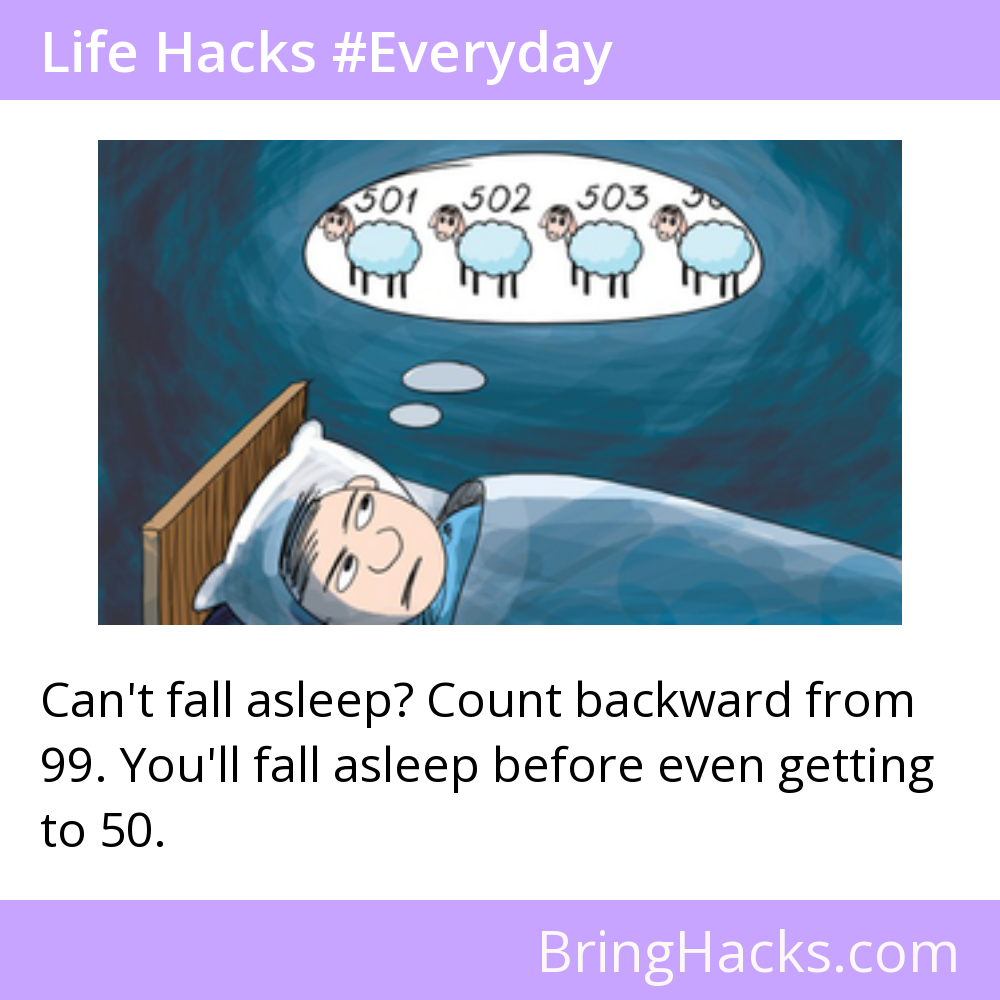 Life Hacks #Everyday
501 502 503
Can't fall asleep? Count backward from
99. You'll fall asleep before even getting
to 50.
BringHacks.com